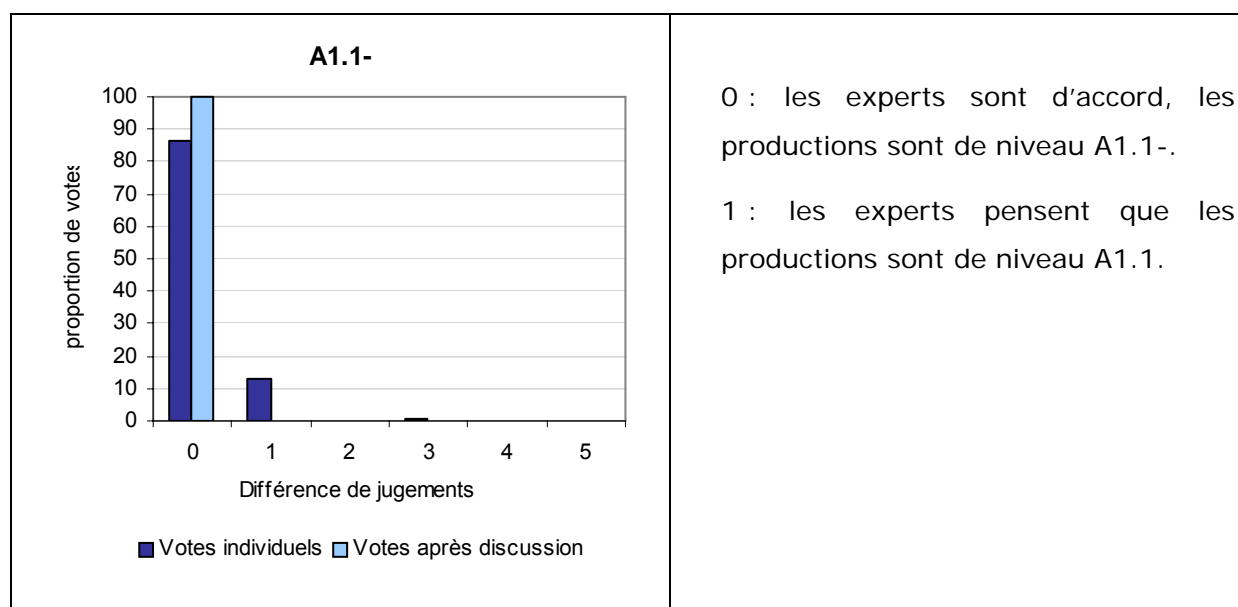 A1.1-
100
90
80
70
60
50
40
30
20
10
0
proportion de votes
0 1 2 3 4 5
Différence de jugements
Votes individuels Votes après discussion
0 : les experts sont d'accord, les
productions sont de niveau A1.1-.
1 : les experts pensent que les
productions sont de niveau A1.1.